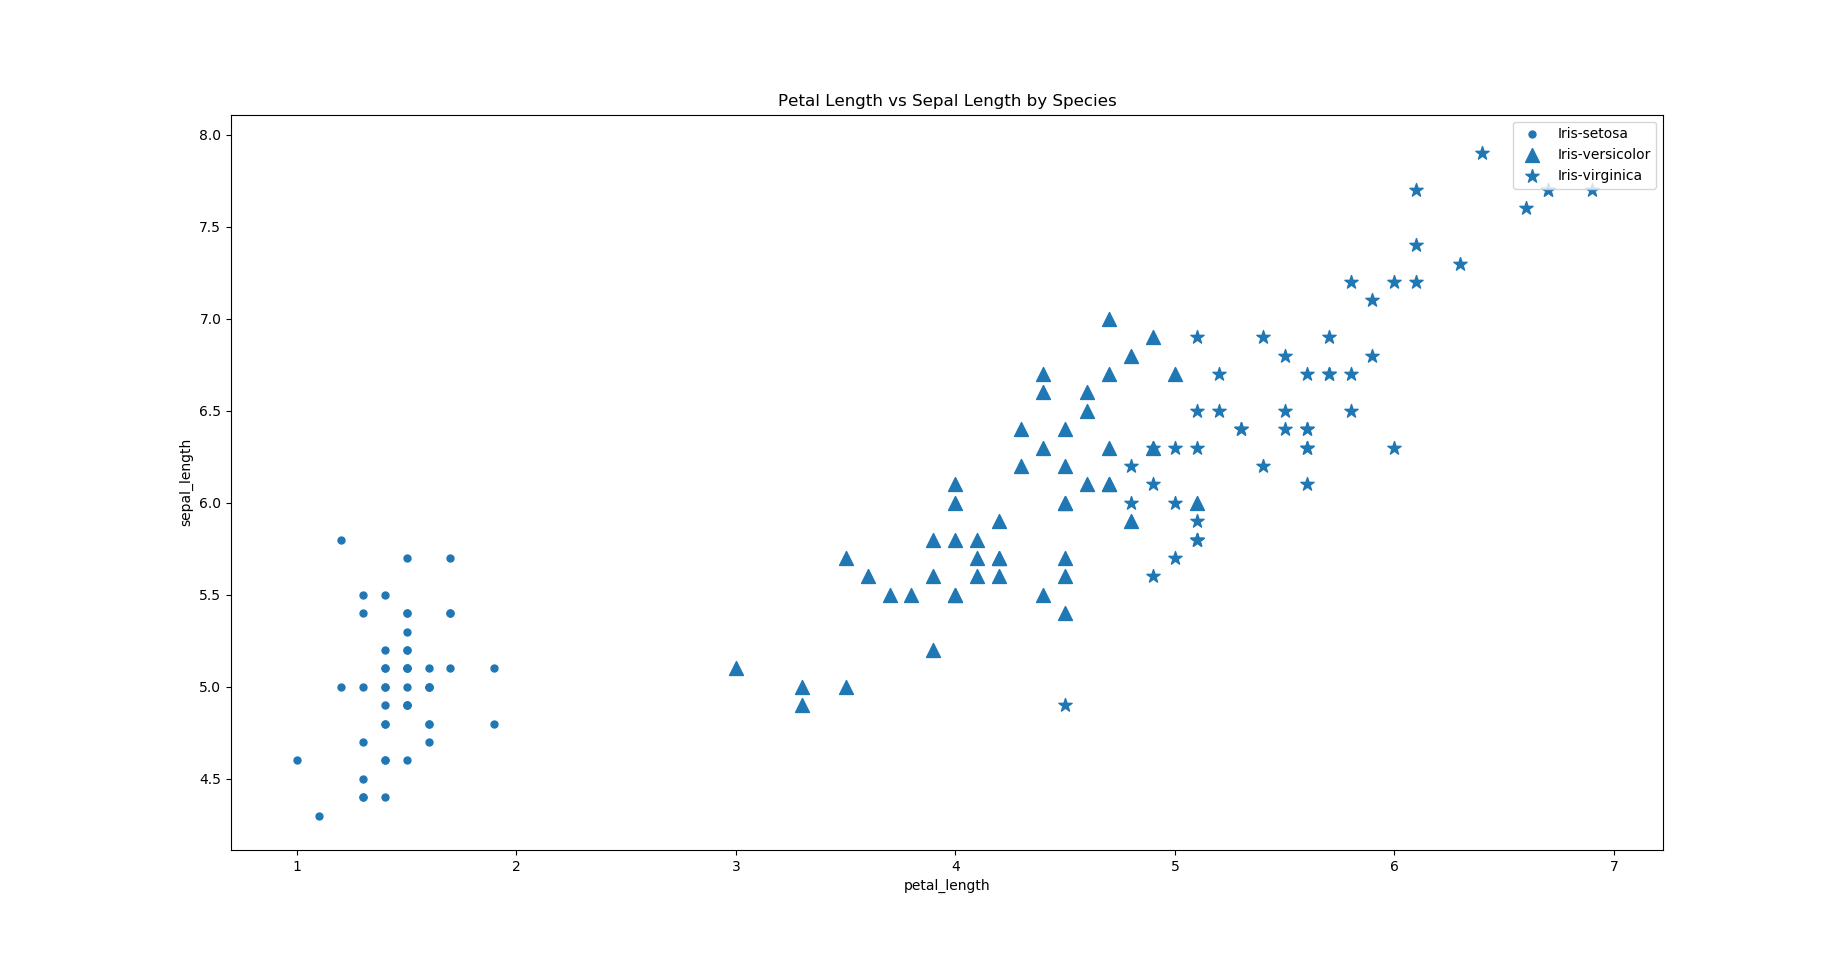 Petal Length vs Sepal Length by Species
Iris-setosa
Iris-versicolor
Iris-virginica
8.0
7.5
7.0
6.5
6.0
5.5
5.0
4.5
sepal_length
1 2 3 4 5 6 7
petal_length